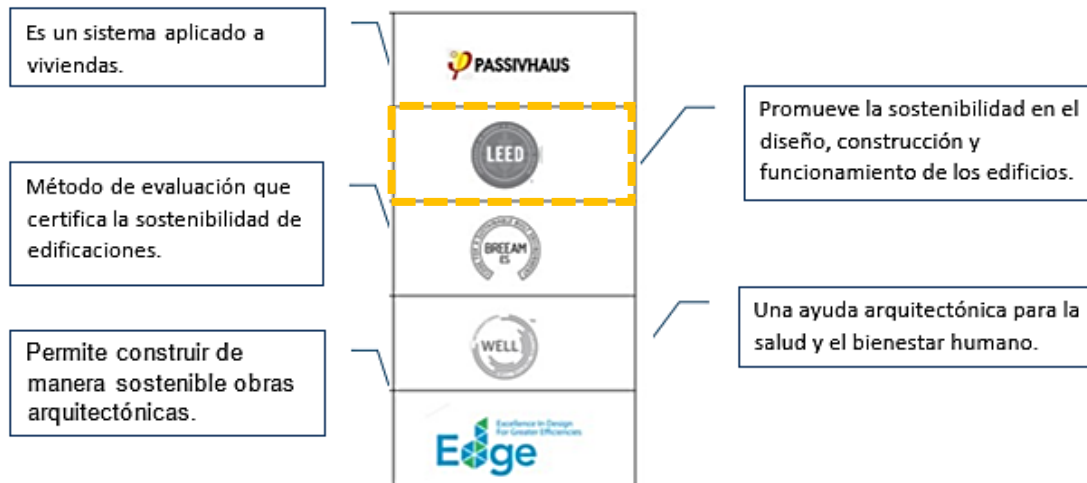 Es un sistema aplicado a
viviendas.
PASSIVHAUS
LEED
Promueve la sostenibilidad en el
diseño, construcción y
funcionamiento de los edificios.
Método de evaluación que
certifica la sostenibilidad de
edificaciones.
BREEAM
ES
WELL
Una ayuda arquitectónica para la
salud y el bienestar humano.
Permite construir de
manera sostenible obras
arquitectónicas.
Excellence In Design
For Greater Efficiencies
Edge